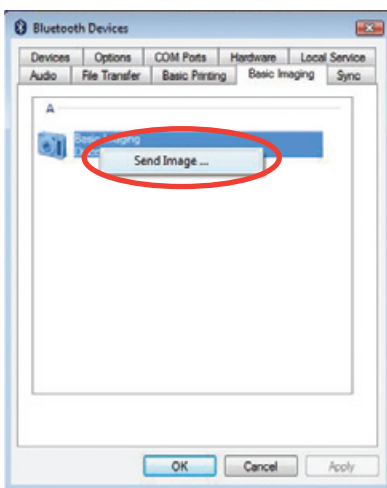 Bluetooth Devices
Devices Options COM Ports Hardware Local Service
Audio File Transfer Basic Printing Basic Imaging Sync
A
Basic Imaging
Send Image ...
OK Cancel Apply